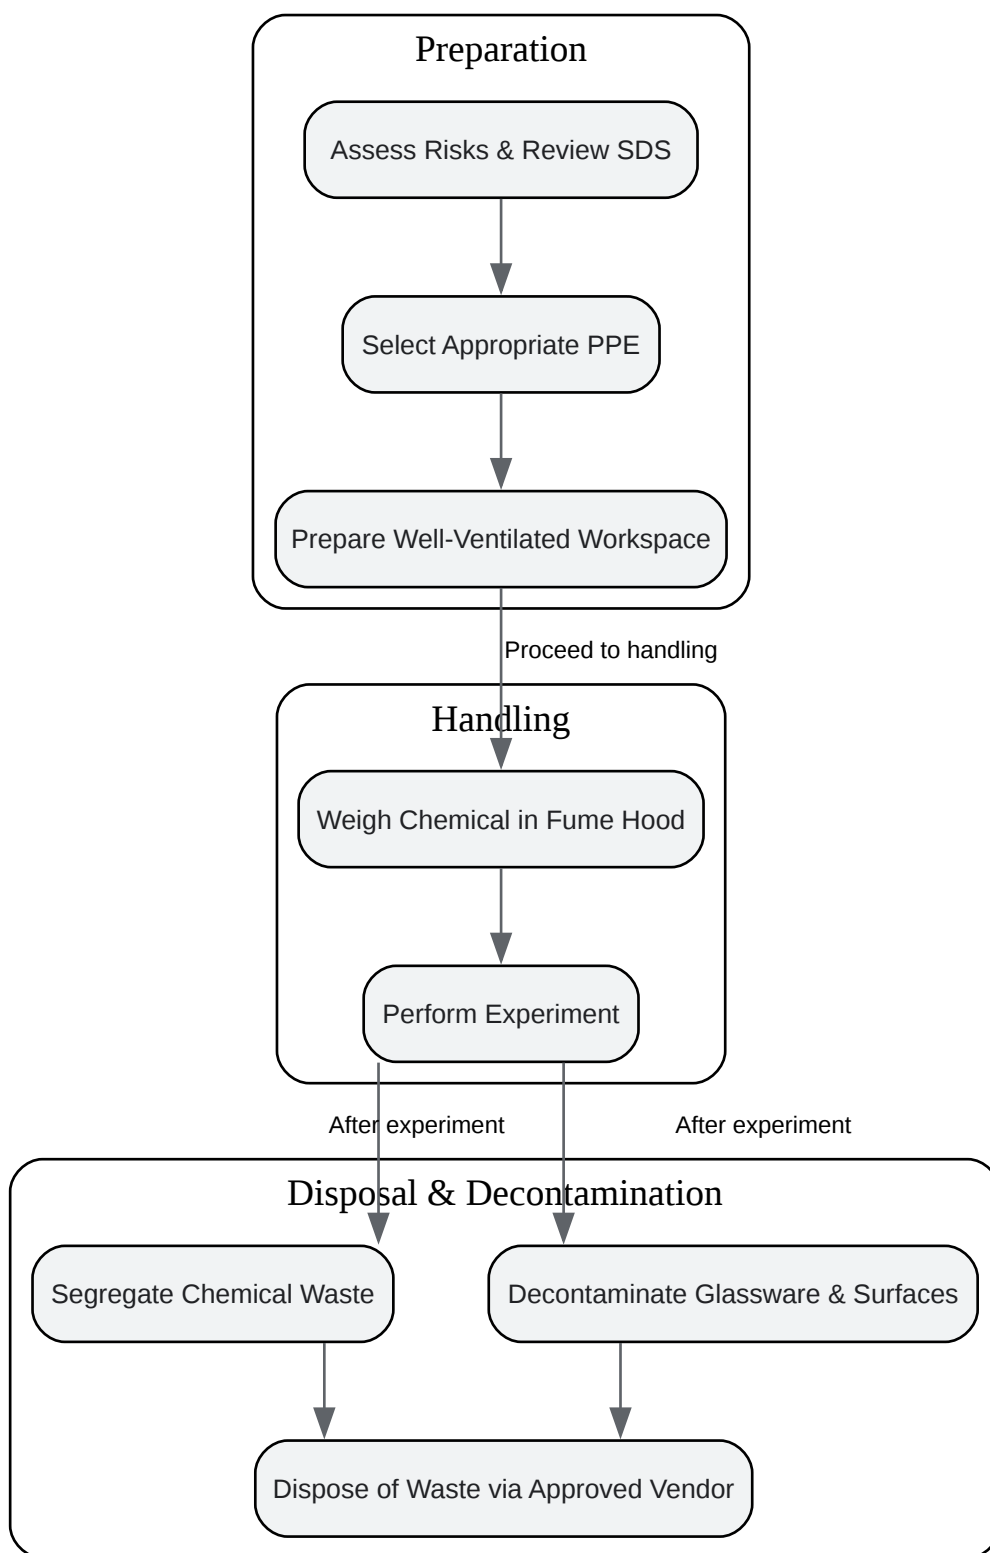 Preparation
Assess Risks & Review SDS
Select Appropriate PPE
Prepare Well-Ventilated Workspace
Proceed to handling
Handling
Weigh Chemical in Fume Hood
Perform Experiment
After experiment
After experiment
Disposal & Decontamination
Segregate Chemical Waste
Decontaminate Glassware & Surfaces
Dispose of Waste via Approved Vendor